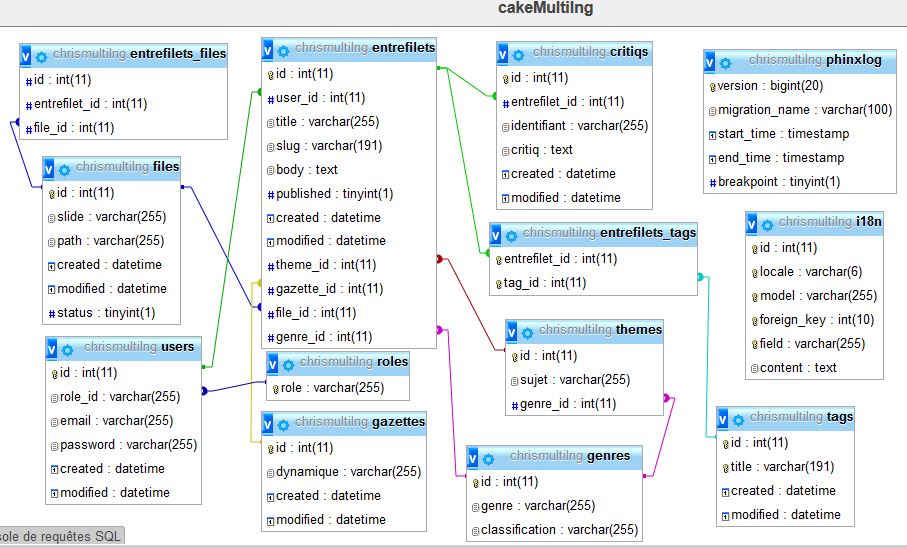 cakeMultilng
chrismultilng entrefilets_files
id : int(11)
entrefilet_id : int(11)
file_id : int(11)
chrismultilng files
id : int(11)
slide : varchar(255)
path : varchar(255)
created : datetime
modified : datetime
status : tinyint(1)
chrismultilng users
id : int(11)
role_id : varchar(255)
email : varchar(255)
password : varchar(255)
created : datetime
modified : datetime
chrismultilng entrefilets
id : int(11)
user_id : int(11)
title : varchar(255)
slug : varchar(191)
body : text
published : tinyint(1)
created : datetime
modified : datetime
theme_id : int(11)
gazette_id : int(11)
file_id : int(11)
genre_id : int(11)
chrismultilng roles
role : varchar(255)
chrismultilng gazettes
id : int(11)
dynamique : varchar(255)
created : datetime
modified : datetime
chrismultilng critiqs
id : int(11)
entrefilet_id : int(11)
identifiant : varchar(255)
critiq : text
created : datetime
modified : datetime
chrismultilng entrefilets_tags
entrefilet_id : int(11)
tag_id : int(11)
chrismultilng themes
id : int(11)
sujet : varchar(255)
genre_id : int(11)
chrismultilng genres
id : int(11)
genre : varchar(255)
classification : varchar(255)
chrismultilng phinxlog
version : bigint(20)
migration_name : varchar(100)
start_time : timestamp
end_time : timestamp
breakpoint : tinyint(1)
chrismultilng i18n
id : int(11)
locale : varchar(6)
model : varchar(255)
foreign_key : int(10)
field : varchar(255)
content : text
chrismultilng tags
id : int(11)
title : varchar(191)
created : datetime
modified : datetime
sole de requêtes SQL